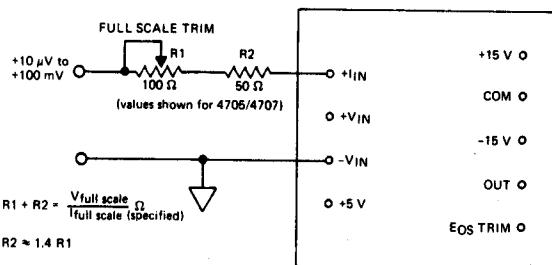 FULL SCALE TRIM
R1
R2
+10 μV to
+100 mV
100 Ω
50 Ω
(values shown for 4705/4707)
+IIN
+VIN
-VIN
+5 V
+15 V
COM
-15 V
OUT
EOS TRIM
R1 + R2 = Vfull scale / Ifull scale (specified) Ω
R2 ≈ 1.4 R1